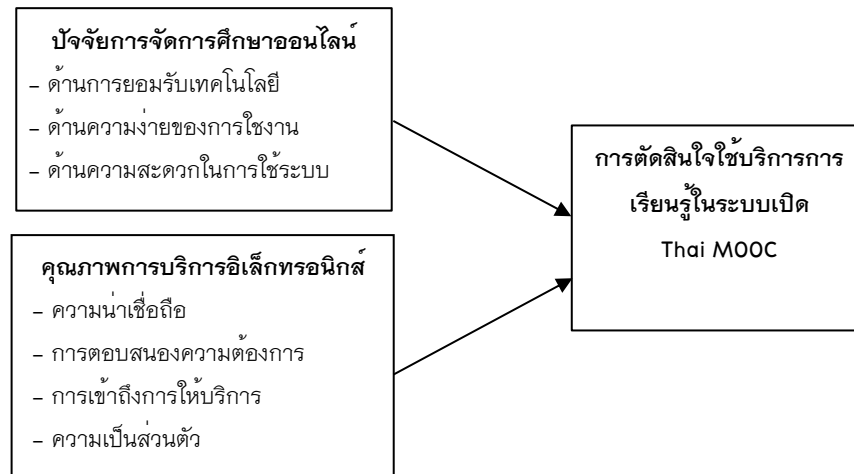 ปัจจัยการจัดการศึกษาออนไลน์
- ด้านการยอมรับเทคโนโลยี
- ด้านความง่ายของการใชงาน
- ด้านความสะดวกในการใช้ระบบ
การตัดสินใจใช้บริการการ
เรียนรู้ในระบบเปิด
Thai MOOC
คุณภาพการบริการอิเล็กทรอนิกส์
- ความน่าเชื่อถือ
- การตอบสนองความต้องการ
- การเข้าถึงการให้บริการ
- ความเป็นส่วนตัว